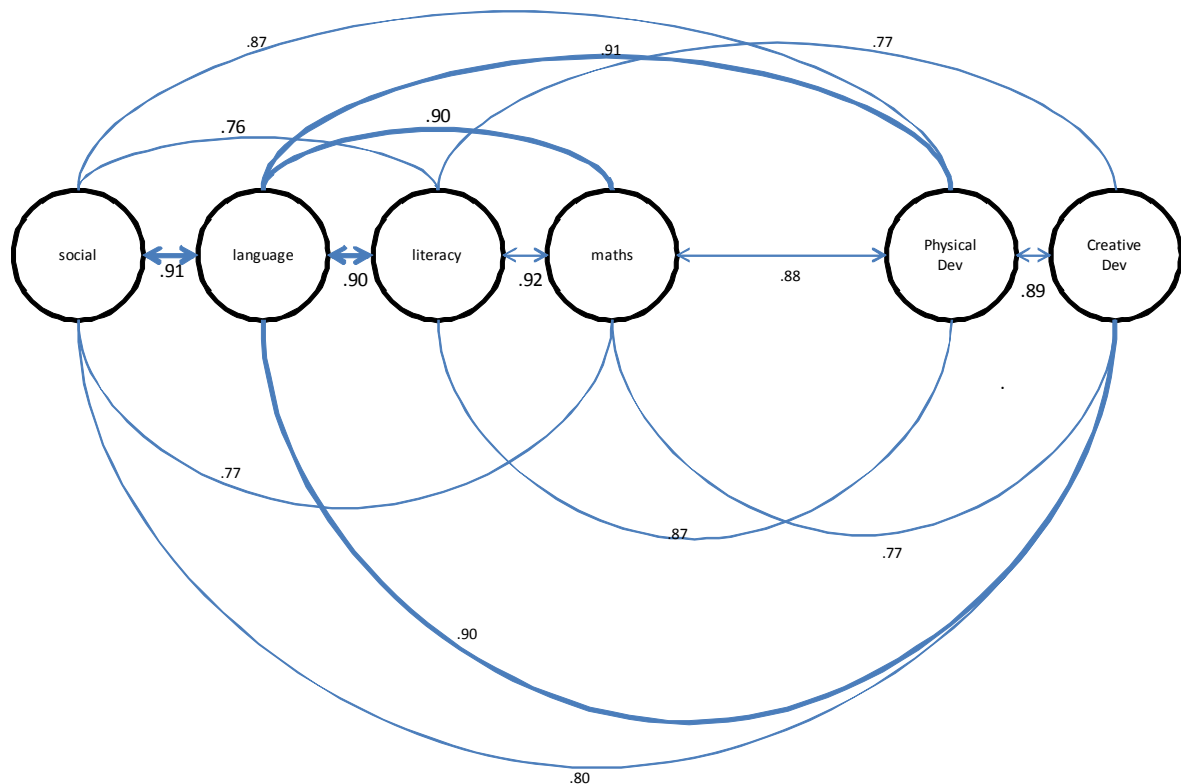 .87
.91
.77
.90
.76
social
language
literacy
maths
Physical
Dev
Creative
Dev
.91
.90
.92
.88
.89
.
.77
.87
.77
.90
.80